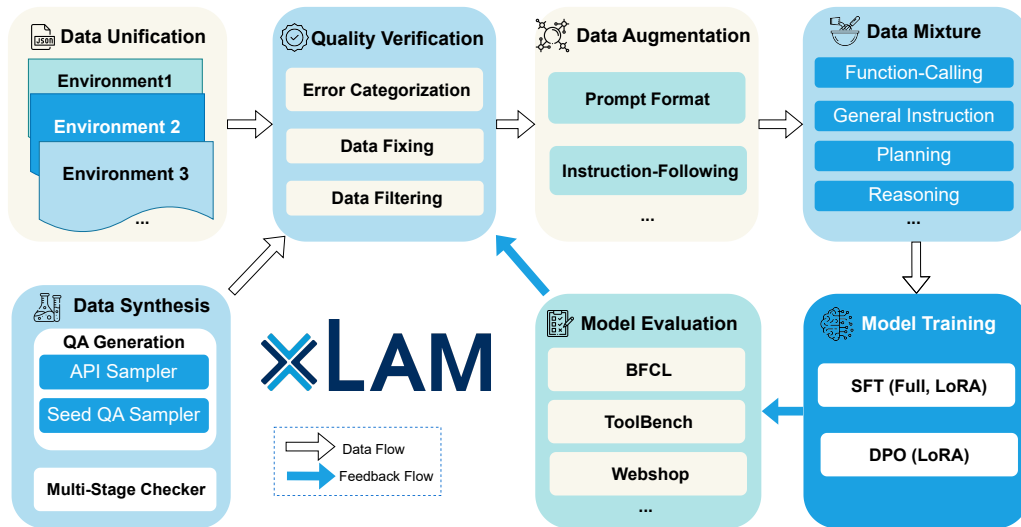 Data Unification
JSON
Environment1
Environment 2
Environment 3
...
Quality Verification
Error Categorization
Data Fixing
Data Filtering
Data Augmentation
Prompt Format
Instruction-Following
...
Data Mixture
Function-Calling
General Instruction
Planning
Reasoning
...
Data Synthesis
QA Generation
API Sampler
Seed QA Sampler
Multi-Stage Checker
xLAM
Data Flow
Feedback Flow
Model Evaluation
BFCL
ToolBench
Webshop
...
Model Training
SFT (Full, LoRA)
DPO (LoRA)